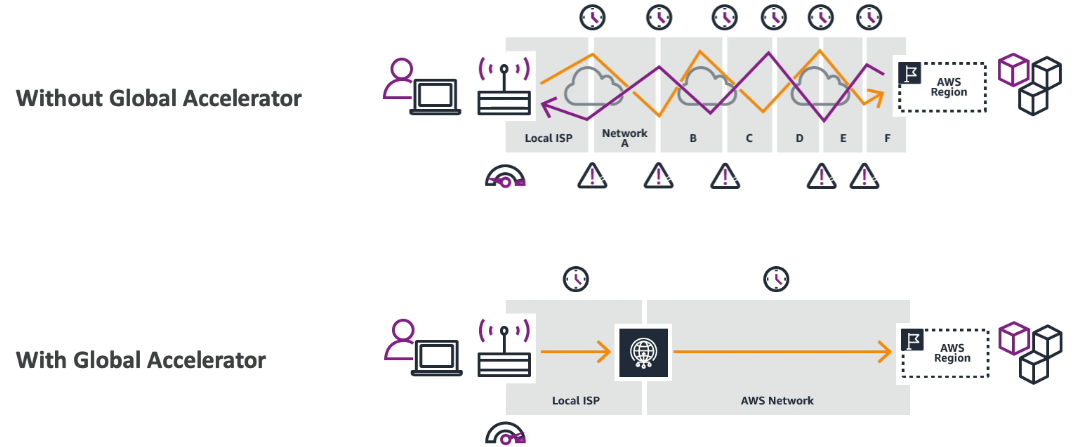 Without Global Accelerator
Local ISP
Network
A
B
C
D
E
F
AWS
Region
With Global Accelerator
Local ISP
AWS Network
AWS
Region